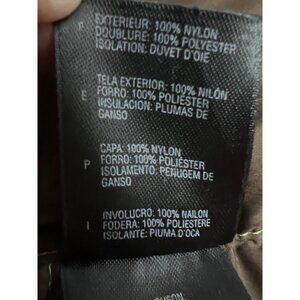 F EXTERIEUR: 100% NYLON
DOUBLURE: 100% POLYESTER
ISOLATION: DUVET D'OIE
E TELA EXTERIOR: 100% NILÓN
FORRO: 100% POLIESTER
INSULACION: PLUMAS DE
GANSO
P CAPA: 100% NYLON
FORRO: 100% POLIÉSTER
ISOLAMENTO: PENUGEM DE
GANSO
I INVOLUCRO: 100% NAILON
FODERA: 100% POLIESTERE
ISOLANTE: PIUMA D'OCA